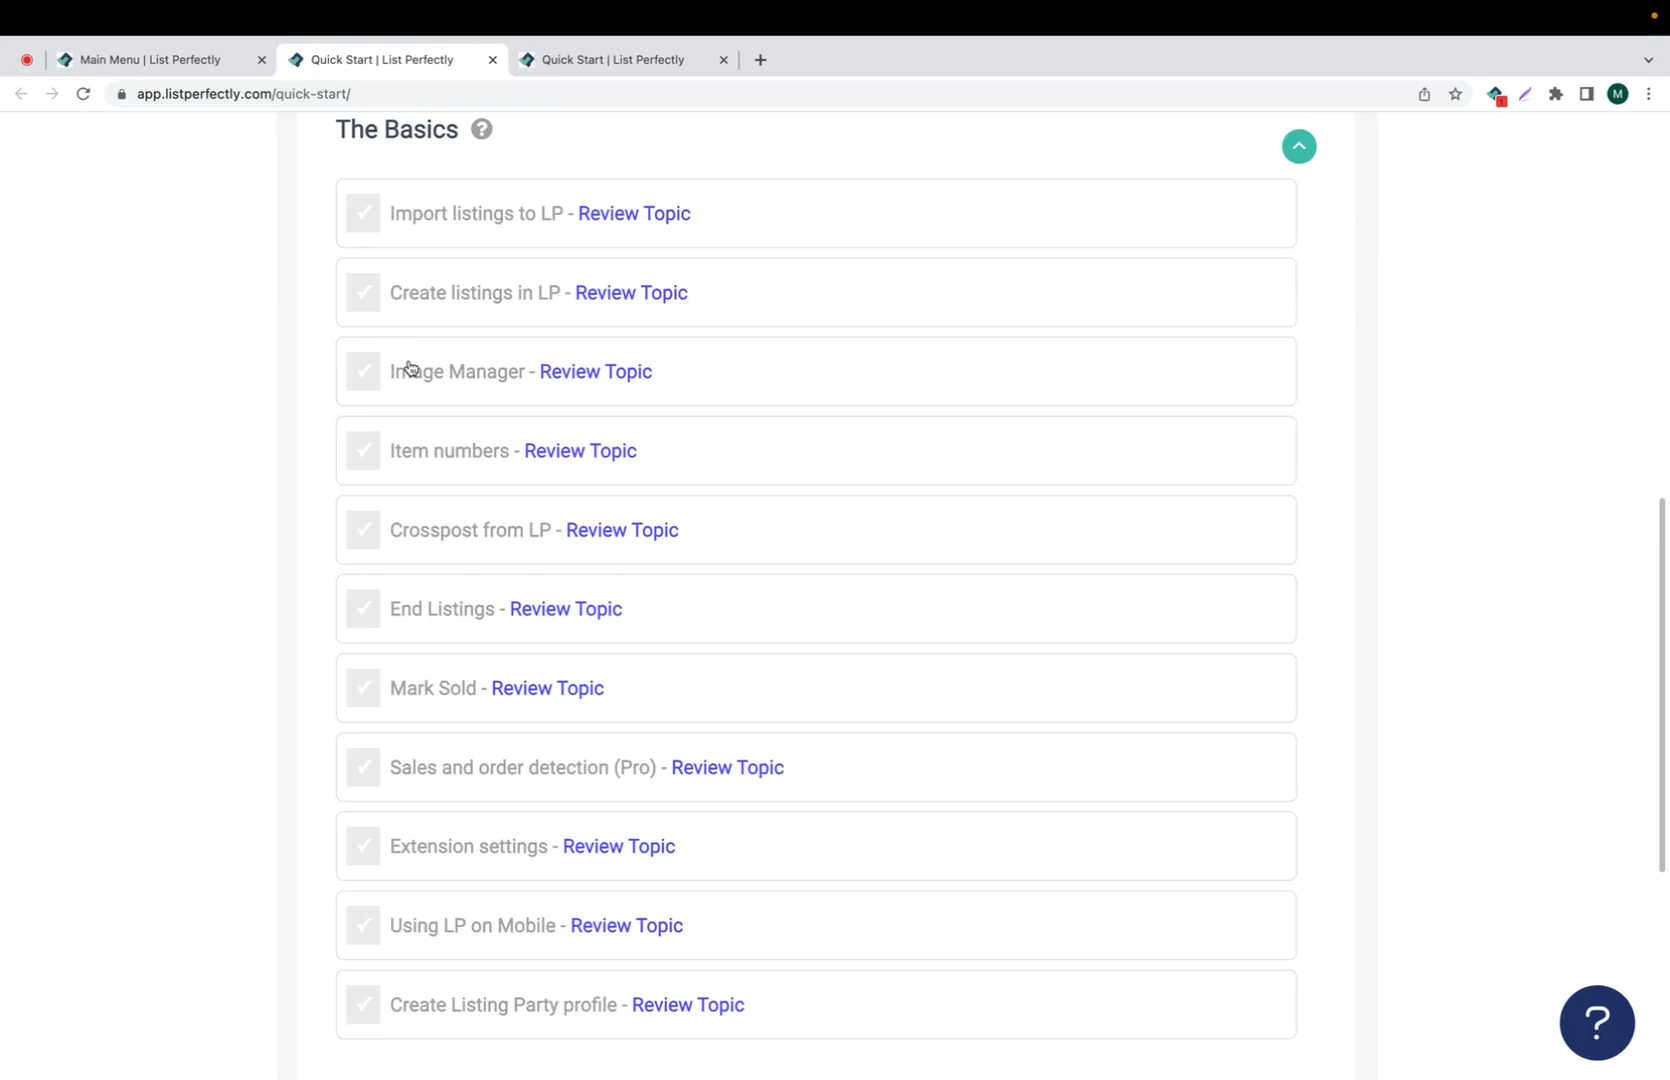 Main Menu | List Perfectly
Quick Start | List Perfectly
Quick Start | List Perfectly
app.listperfectly.com/quick-start/
1
M
The Basics ?
Import listings to LP - Review Topic
Create listings in LP - Review Topic
Image Manager - Review Topic
Item numbers - Review Topic
Crosspost from LP - Review Topic
End Listings - Review Topic
Mark Sold - Review Topic
Sales and order detection (Pro) - Review Topic
Extension settings - Review Topic
Using LP on Mobile - Review Topic
Create Listing Party profile - Review Topic
?